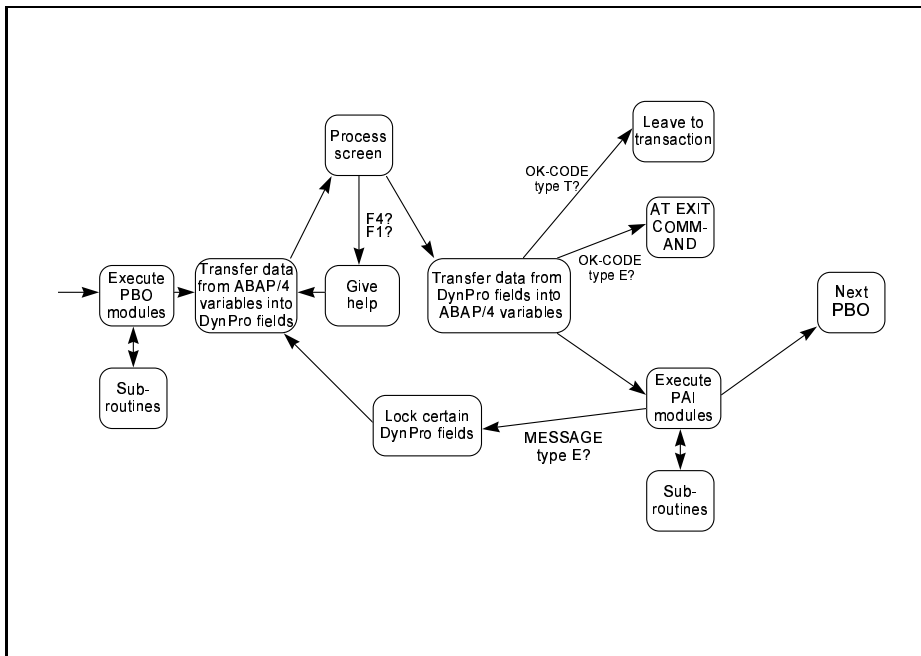 Process
screen
Leave to
transaction
OK-CODE
type T?
F4?
F1?
AT EXIT
COMM-
AND
OK-CODE
type E?
Execute
PBO
modules
Transfer data
from ABAP/4
variables into
DynPro fields
Give
help
Transfer data from
DynPro fields into
ABAP/4 variables
Next
PBO
Sub-
routines
Lock certain
DynPro fields
MESSAGE
type E?
Execute
PAI
modules
Sub-
routines